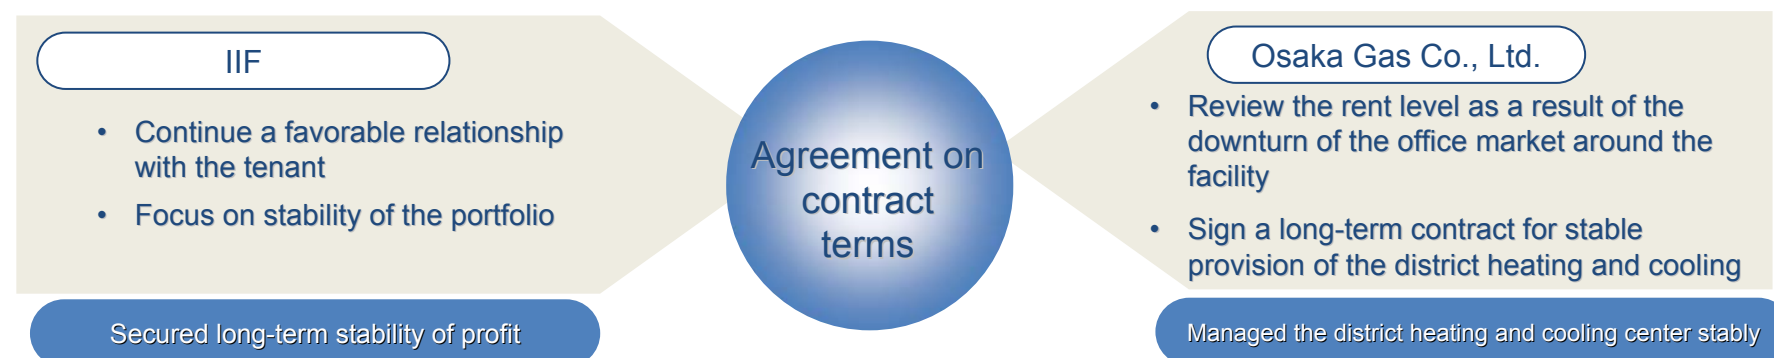 IIF
• Continue a favorable relationship
with the tenant
• Focus on stability of the portfolio
Secured long-term stability of profit
Agreement on
contract
terms
Osaka Gas Co., Ltd.
• Review the rent level as a result of the
downturn of the office market around the
facility
• Sign a long-term contract for stable
provision of the district heating and cooling
Managed the district heating and cooling center stably